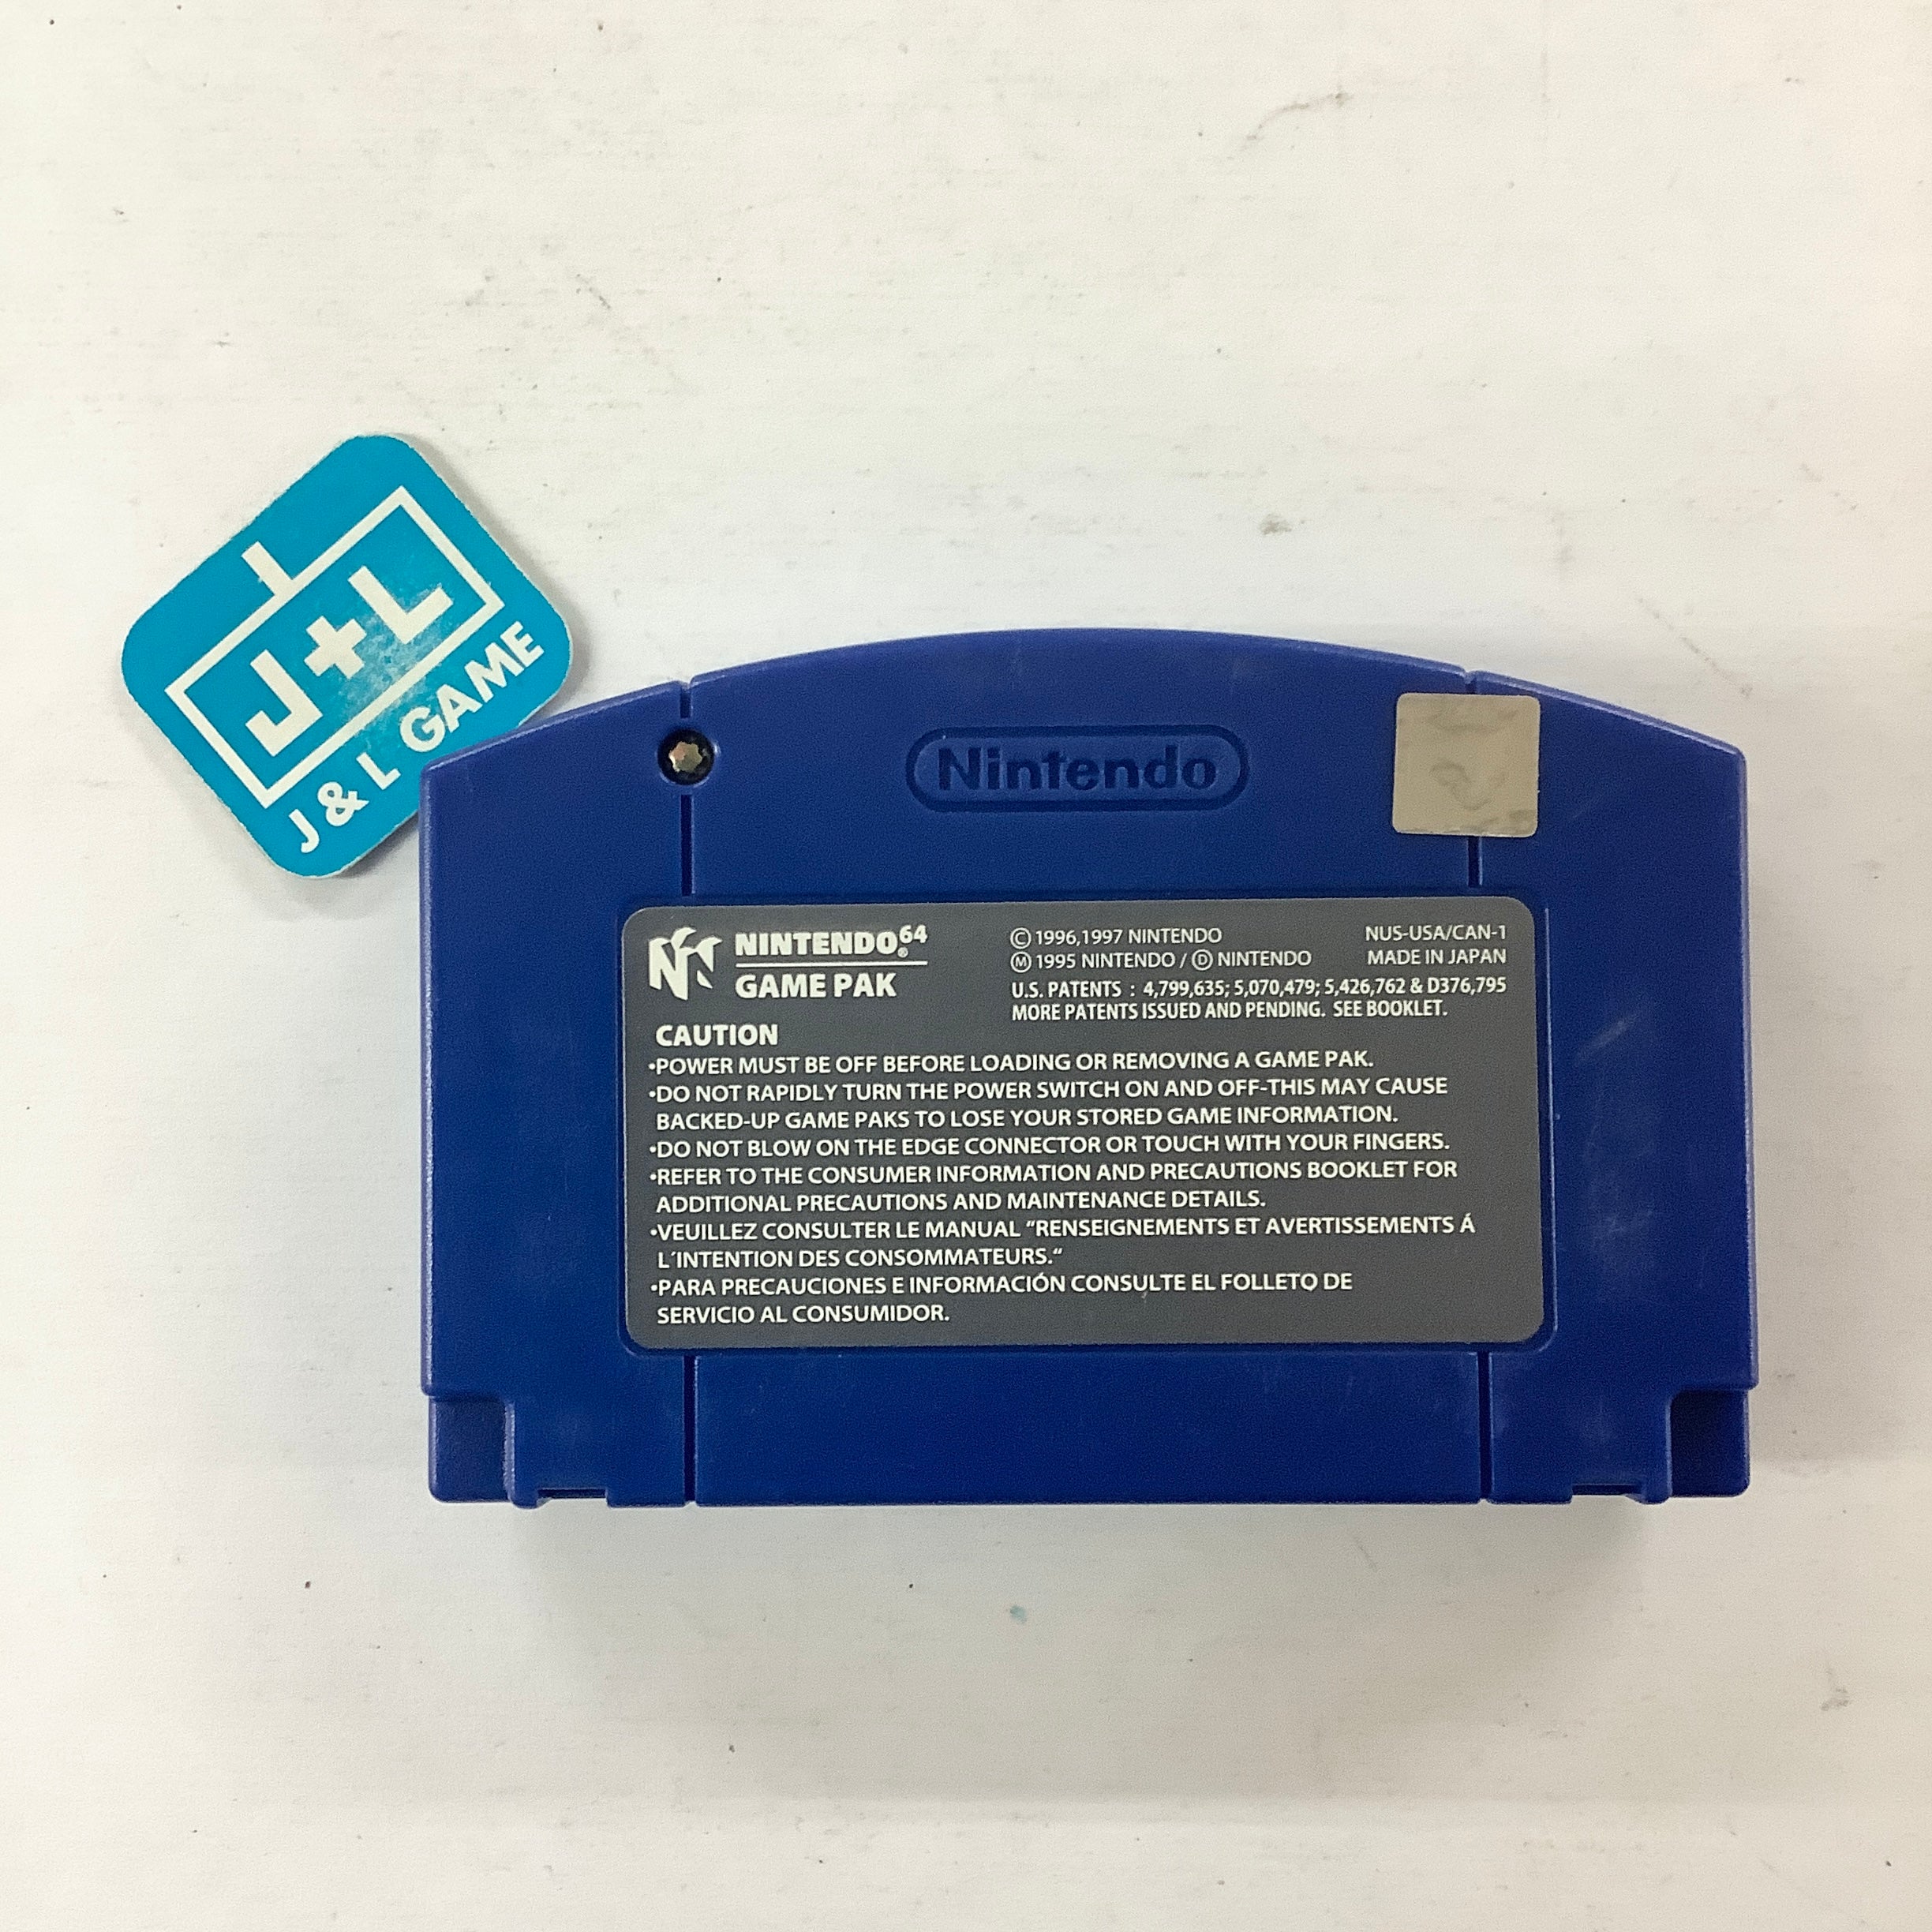 J+L
J & L GAME
Nintendo
NINTENDO64®
GAME PAK
Ⓒ 1996,1997 NINTENDO
Ⓜ 1995 NINTENDO / Ⓓ NINTENDO
NUS-USA/CAN-1
MADE IN JAPAN
U.S. PATENTS : 4,799,635; 5,070,479; 5,426,762 & D376,795
MORE PATENTS ISSUED AND PENDING. SEE BOOKLET.
CAUTION
•POWER MUST BE OFF BEFORE LOADING OR REMOVING A GAME PAK.
•DO NOT RAPIDLY TURN THE POWER SWITCH ON AND OFF-THIS MAY CAUSE
BACKED-UP GAME PAKS TO LOSE YOUR STORED GAME INFORMATION.
•DO NOT BLOW ON THE EDGE CONNECTOR OR TOUCH WITH YOUR FINGERS.
•REFER TO THE CONSUMER INFORMATION AND PRECAUTIONS BOOKLET FOR
ADDITIONAL PRECAUTIONS AND MAINTENANCE DETAILS.
•VEUILLEZ CONSULTER LE MANUAL "RENSEIGNEMENTS ET AVERTISSEMENTS Á
L´INTENTION DES CONSOMMATEURS.“
•PARA PRECAUCIONES E INFORMACIÓN CONSULTE EL FOLLETO DE
SERVICIO AL CONSUMIDOR.